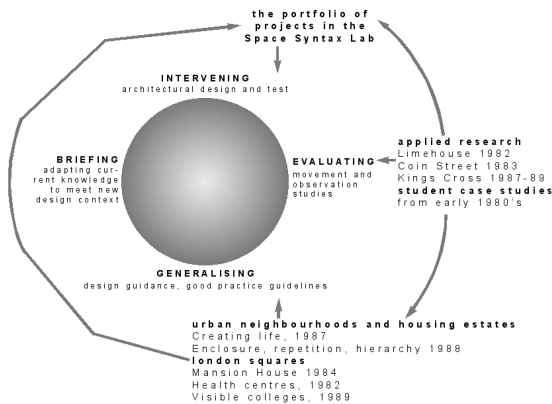 the portfolio of
projects in the
Space Syntax Lab
INTERVENING
architectural design and test
BRIEFING
adapting cur-
rent knowledge
to meet new
design context
EVALUATING
movement and
observation
studies
applied research
Limehouse 1982
Coin Street 1983
Kings Cross 1987-89
student case studies
from early 1980's
GENERALISING
design guidance, good practice guidelines
urban neighbourhoods and housing estates
Creating life, 1987
Enclosure, repetition, hierarchy 1988
london squares
Mansion House 1984
Health centres, 1982
Visible colleges, 1989